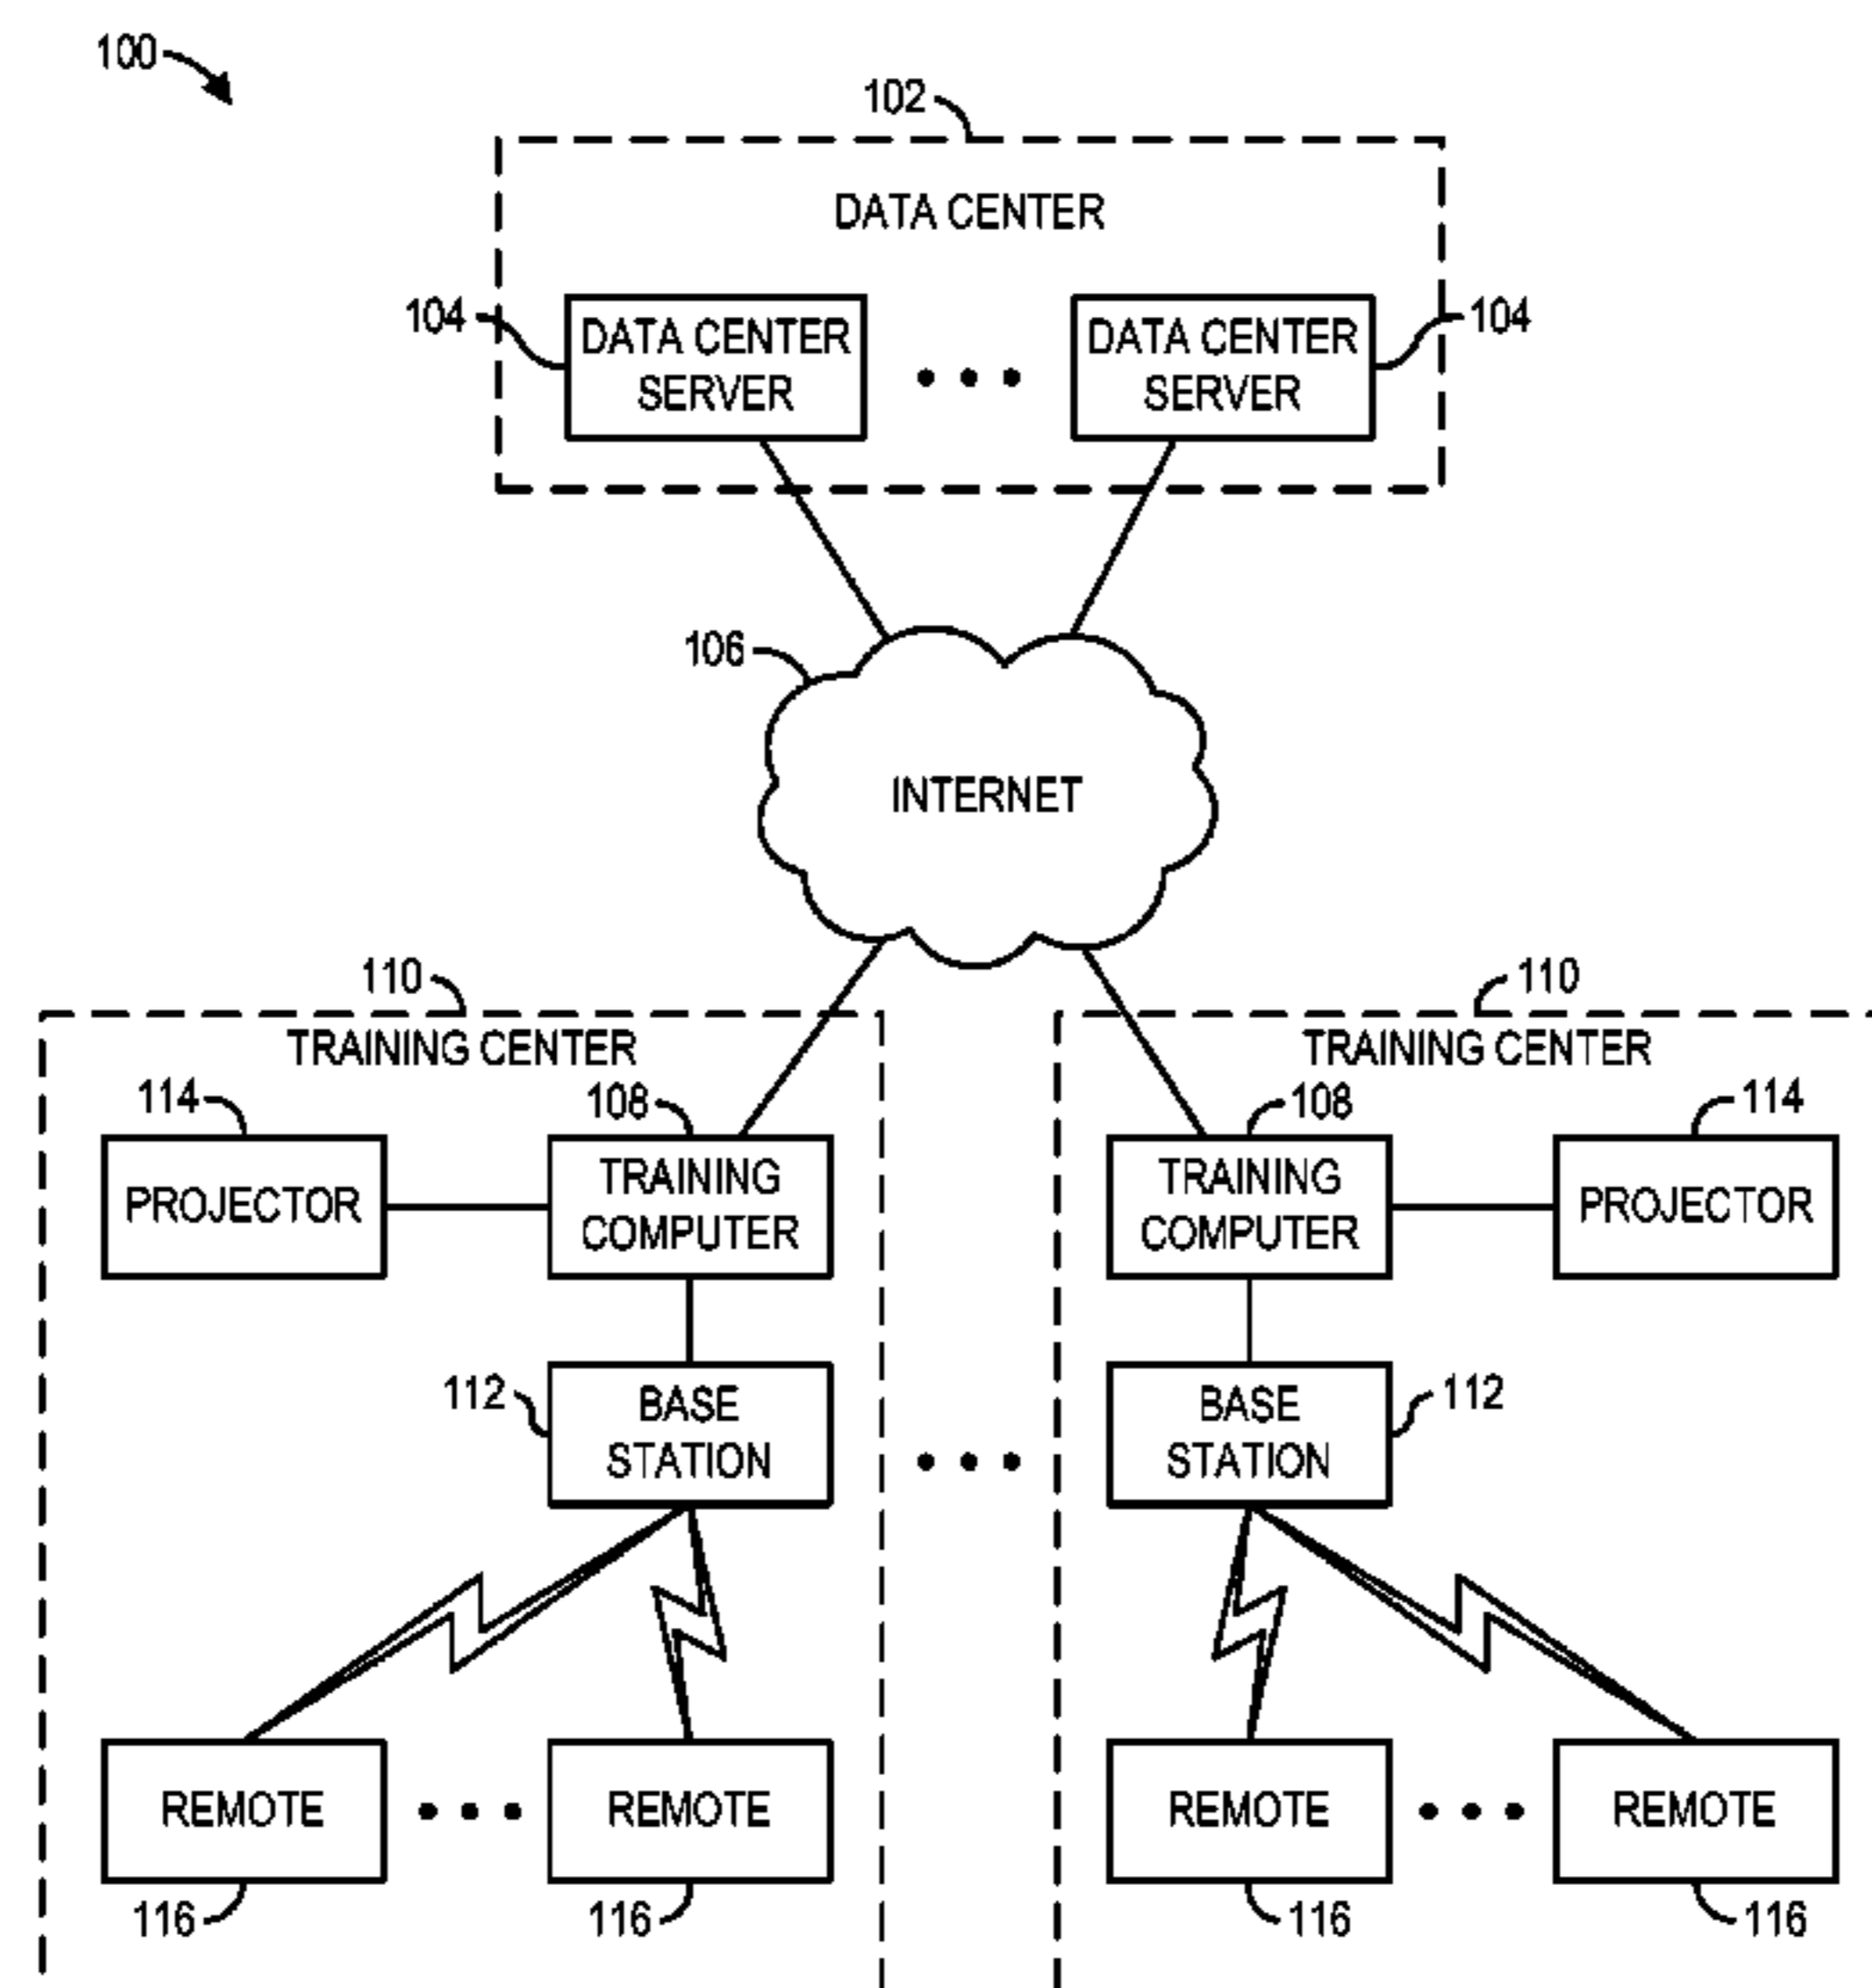 100
102
DATA CENTER
104
DATA CENTER
SERVER
DATA CENTER
SERVER
104
106
INTERNET
110
TRAINING CENTER
114
108
PROJECTOR
TRAINING
COMPUTER
112
BASE
STATION
REMOTE
REMOTE
116
116
110
TRAINING CENTER
108
114
TRAINING
COMPUTER
PROJECTOR
BASE
STATION
112
REMOTE
REMOTE
116
116